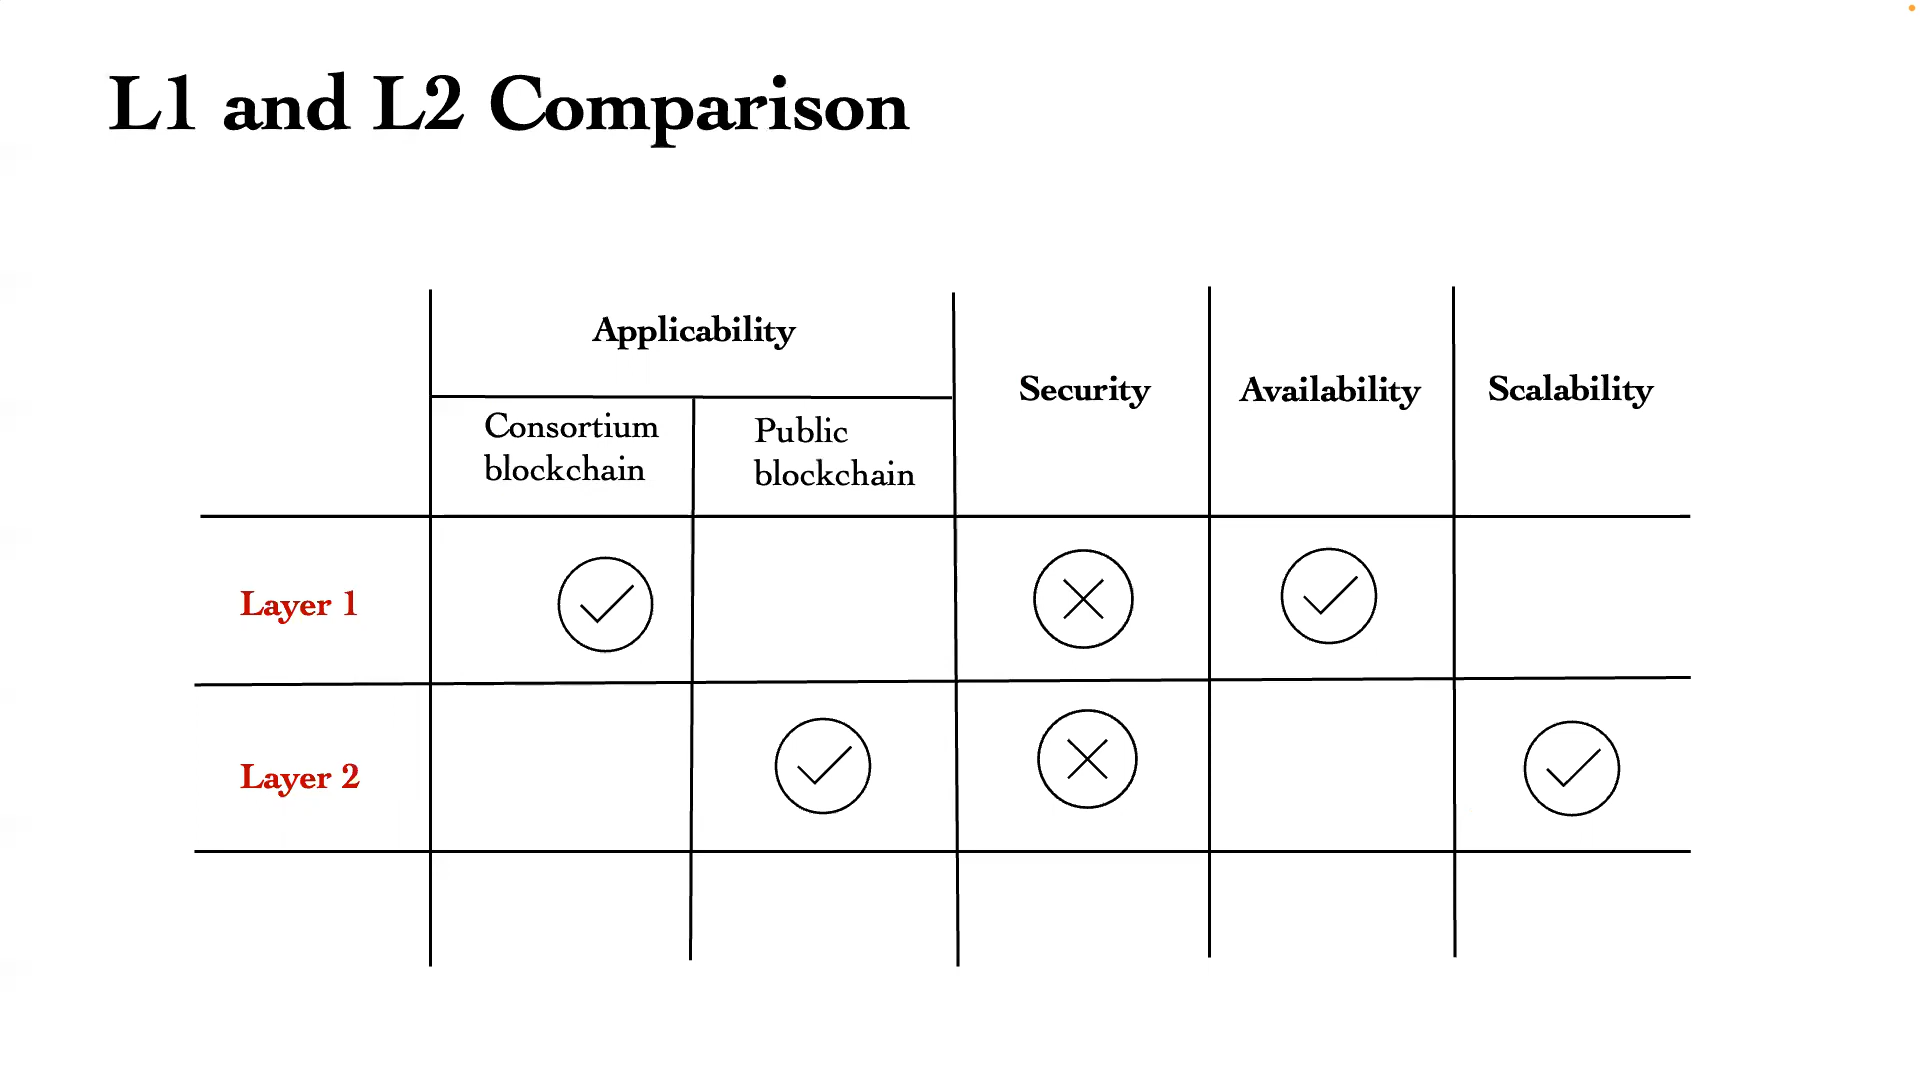 L1 and L2 Comparison
Applicability
Security
Availability
Scalability
Consortium
blockchain
Public
blockchain
Layer 1
Layer 2